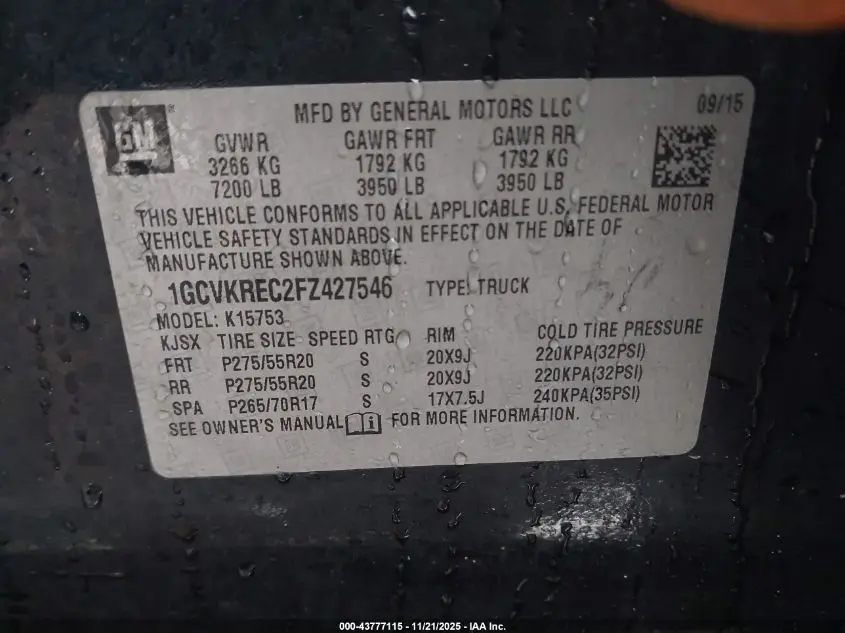 GM®
MFD BY GENERAL MOTORS LLC 09/15
GVWR GAWR FRT GAWR RR
3266 KG 1792 KG 1792 KG
7200 LB 3950 LB 3950 LB
THIS VEHICLE CONFORMS TO ALL APPLICABLE U.S. FEDERAL MOTOR
VEHICLE SAFETY STANDARDS IN EFFECT ON THE DATE OF
MANUFACTURE SHOWN ABOVE.
1GCVKREC2FZ427546 TYPE: TRUCK
MODEL: K15753
KJSX TIRE SIZE SPEED RTG RIM COLD TIRE PRESSURE
FRT P275/55R20 S 20X9J 220KPA(32PSI)
RR P275/55R20 S 20X9J 220KPA(32PSI)
SPA P265/70R17 S 17X7.5J 240KPA(35PSI)
SEE OWNER'S MANUAL i FOR MORE INFORMATION.
000-43777115 - 11/21/2025 - IAA Inc.